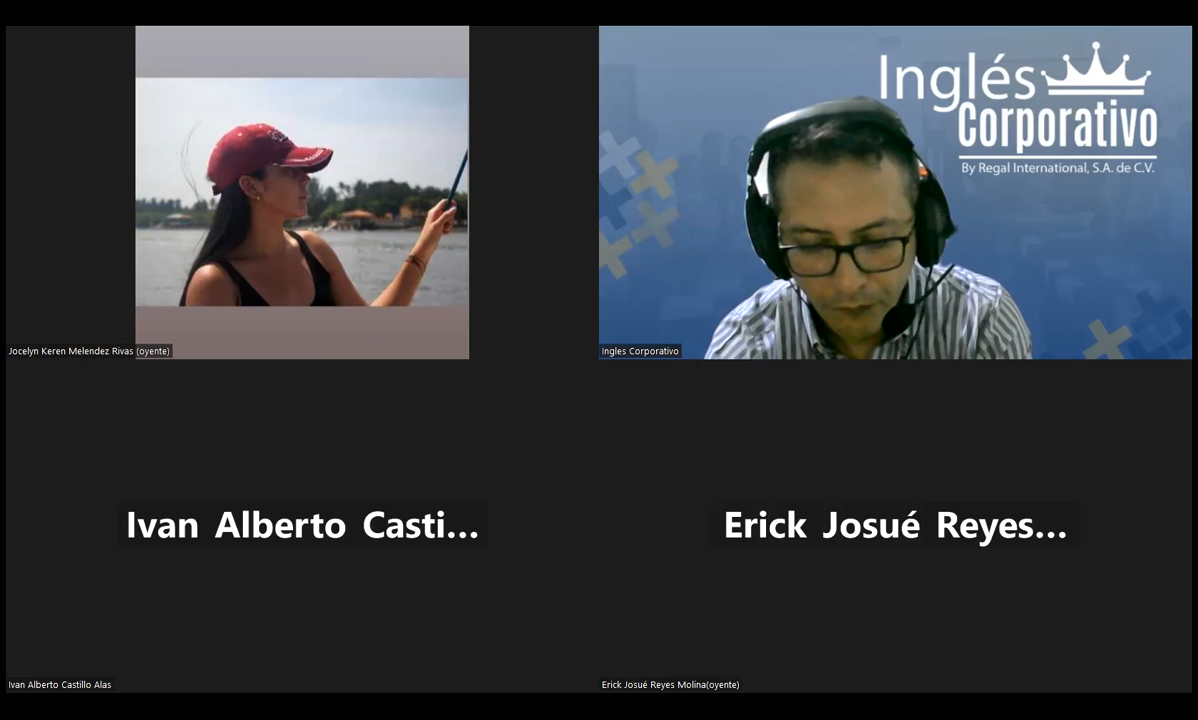 Inglés
Corporativo
By Regal International, S.A. de C.V.
Jocelyn Keren Melendez Rivas (oyente)
Ingles Corporativo
Ivan Alberto Casti...
Erick Josué Reyes...
Ivan Alberto Castillo Alas
Erick Josué Reyes Molina(oyente)